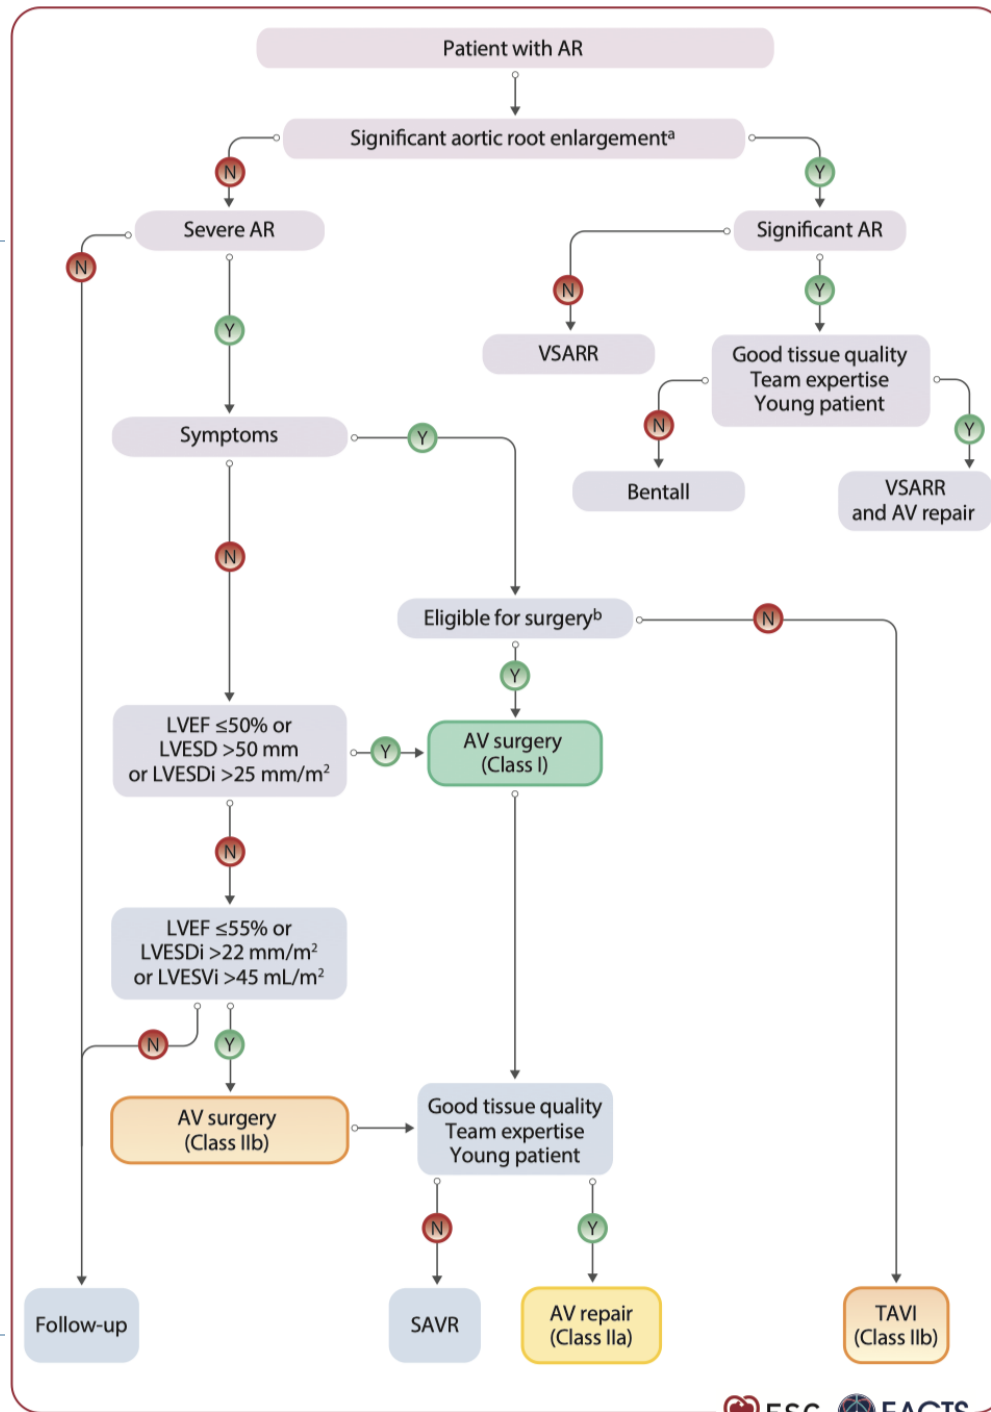 Patient with AR
Significant aortic root enlargementᵃ
N
Y
Severe AR
Significant AR
N
N
Y
Y
VSARR
Good tissue quality
Team expertise
Young patient
Symptoms
Y
N
Y
Bentall
VSARR
and AV repair
N
Eligible for surgeryᵇ
N
Y
LVEF ≤50% or
LVESD >50 mm
or LVESDi >25 mm/m²
Y
AV surgery
(Class I)
N
LVEF ≤55% or
LVESDi >22 mm/m²
or LVESVi >45 mL/m²
N
Y
AV surgery
(Class IIb)
Good tissue quality
Team expertise
Young patient
N
Y
Follow-up
SAVR
AV repair
(Class IIa)
TAVI
(Class IIb)
ESC
EACTS